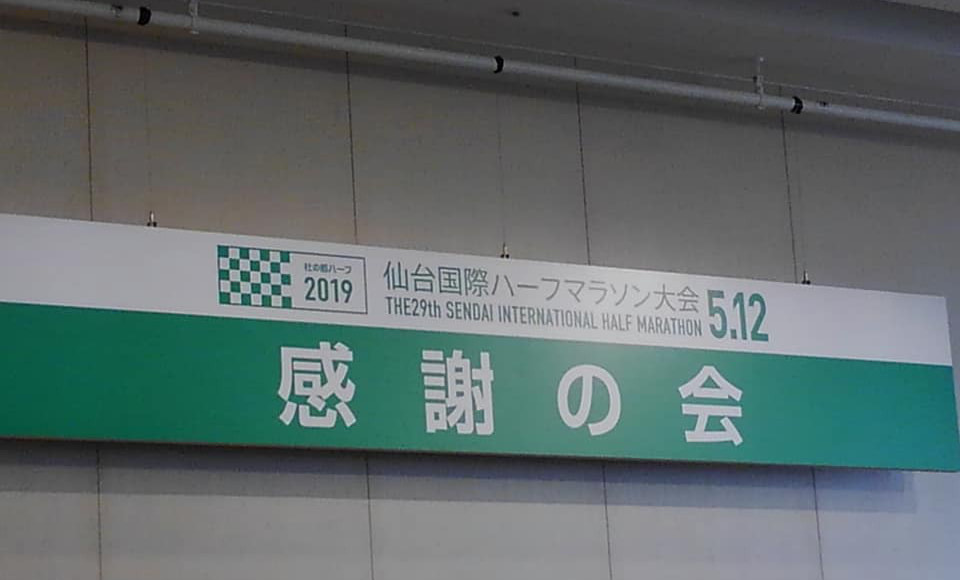 杜の都ハーフ
2019
仙台国際ハーフマラソン大会
THE29th SENDAI INTERNATIONAL HALF MARATHON
5.12
感謝の会